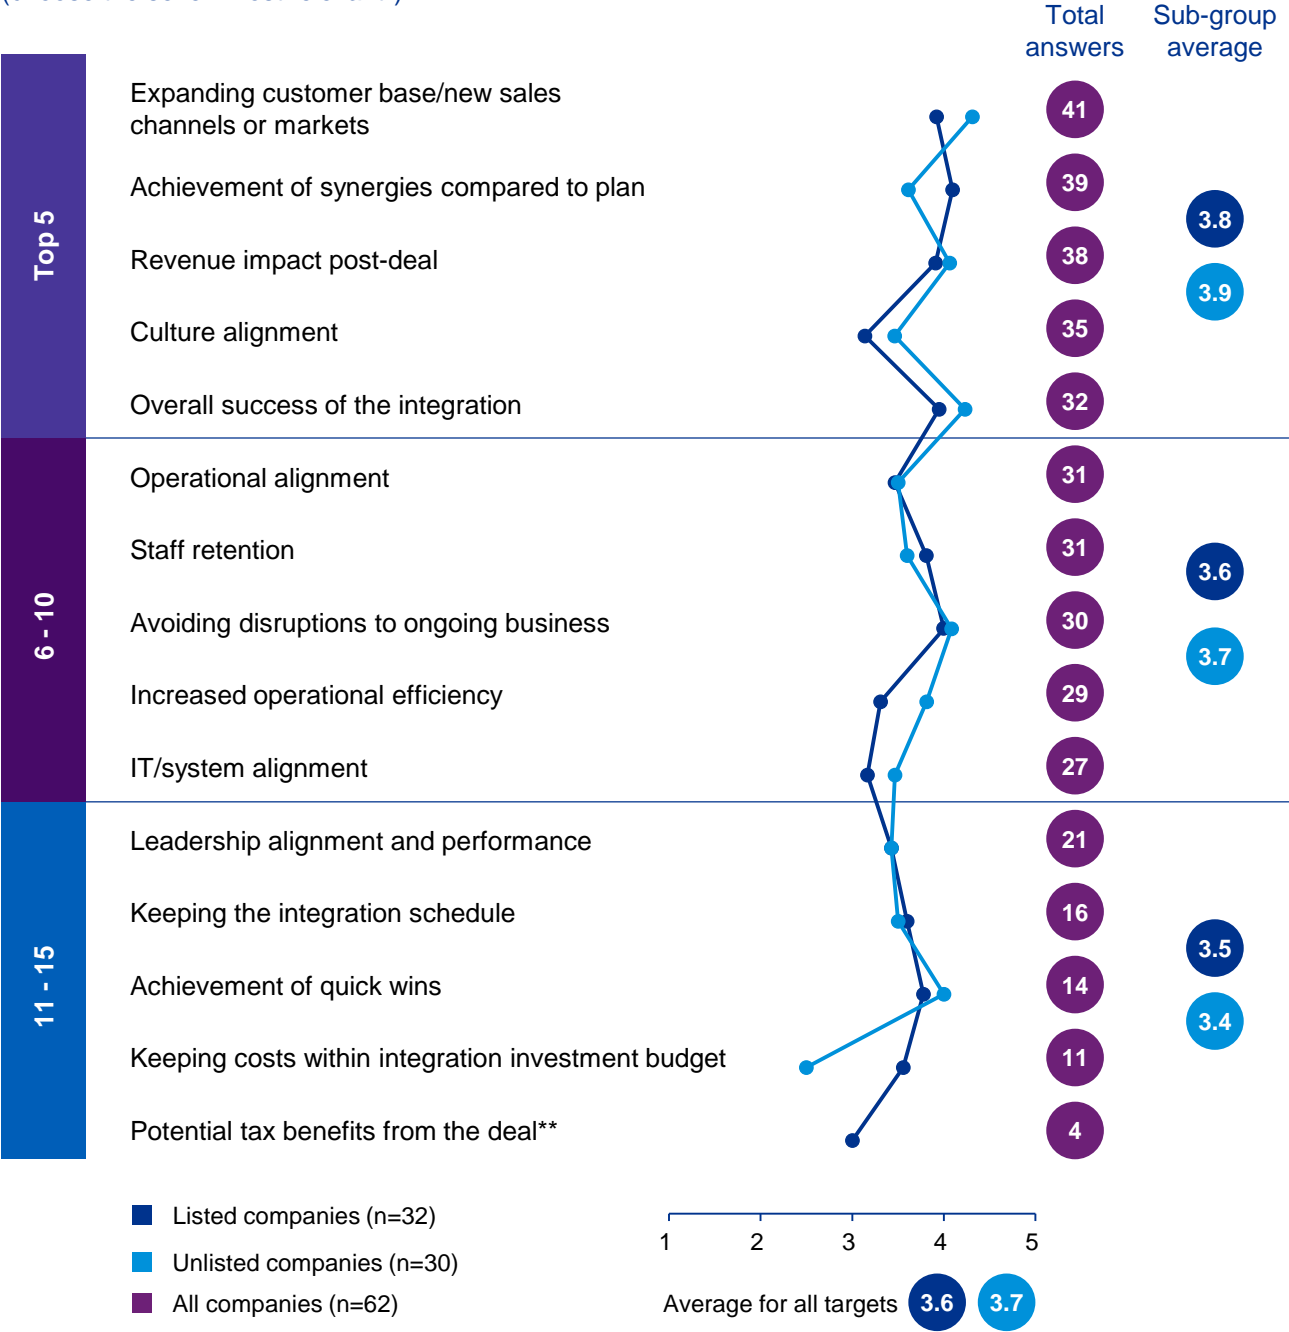 Total answers
Sub-group average
Top 5
Expanding customer base/new sales
channels or markets
41
Achievement of synergies compared to plan
39
3.8
Revenue impact post-deal
38
3.9
Culture alignment
35
Overall success of the integration
32
6 - 10
Operational alignment
31
Staff retention
31
3.6
Avoiding disruptions to ongoing business
30
3.7
Increased operational efficiency
29
IT/system alignment
27
11 - 15
Leadership alignment and performance
21
Keeping the integration schedule
16
3.5
Achievement of quick wins
14
3.4
Keeping costs within integration investment budget
11
Potential tax benefits from the deal**
4
Listed companies (n=32)
Unlisted companies (n=30)
All companies (n=62)
1 2 3 4 5
Average for all targets 3.6 3.7